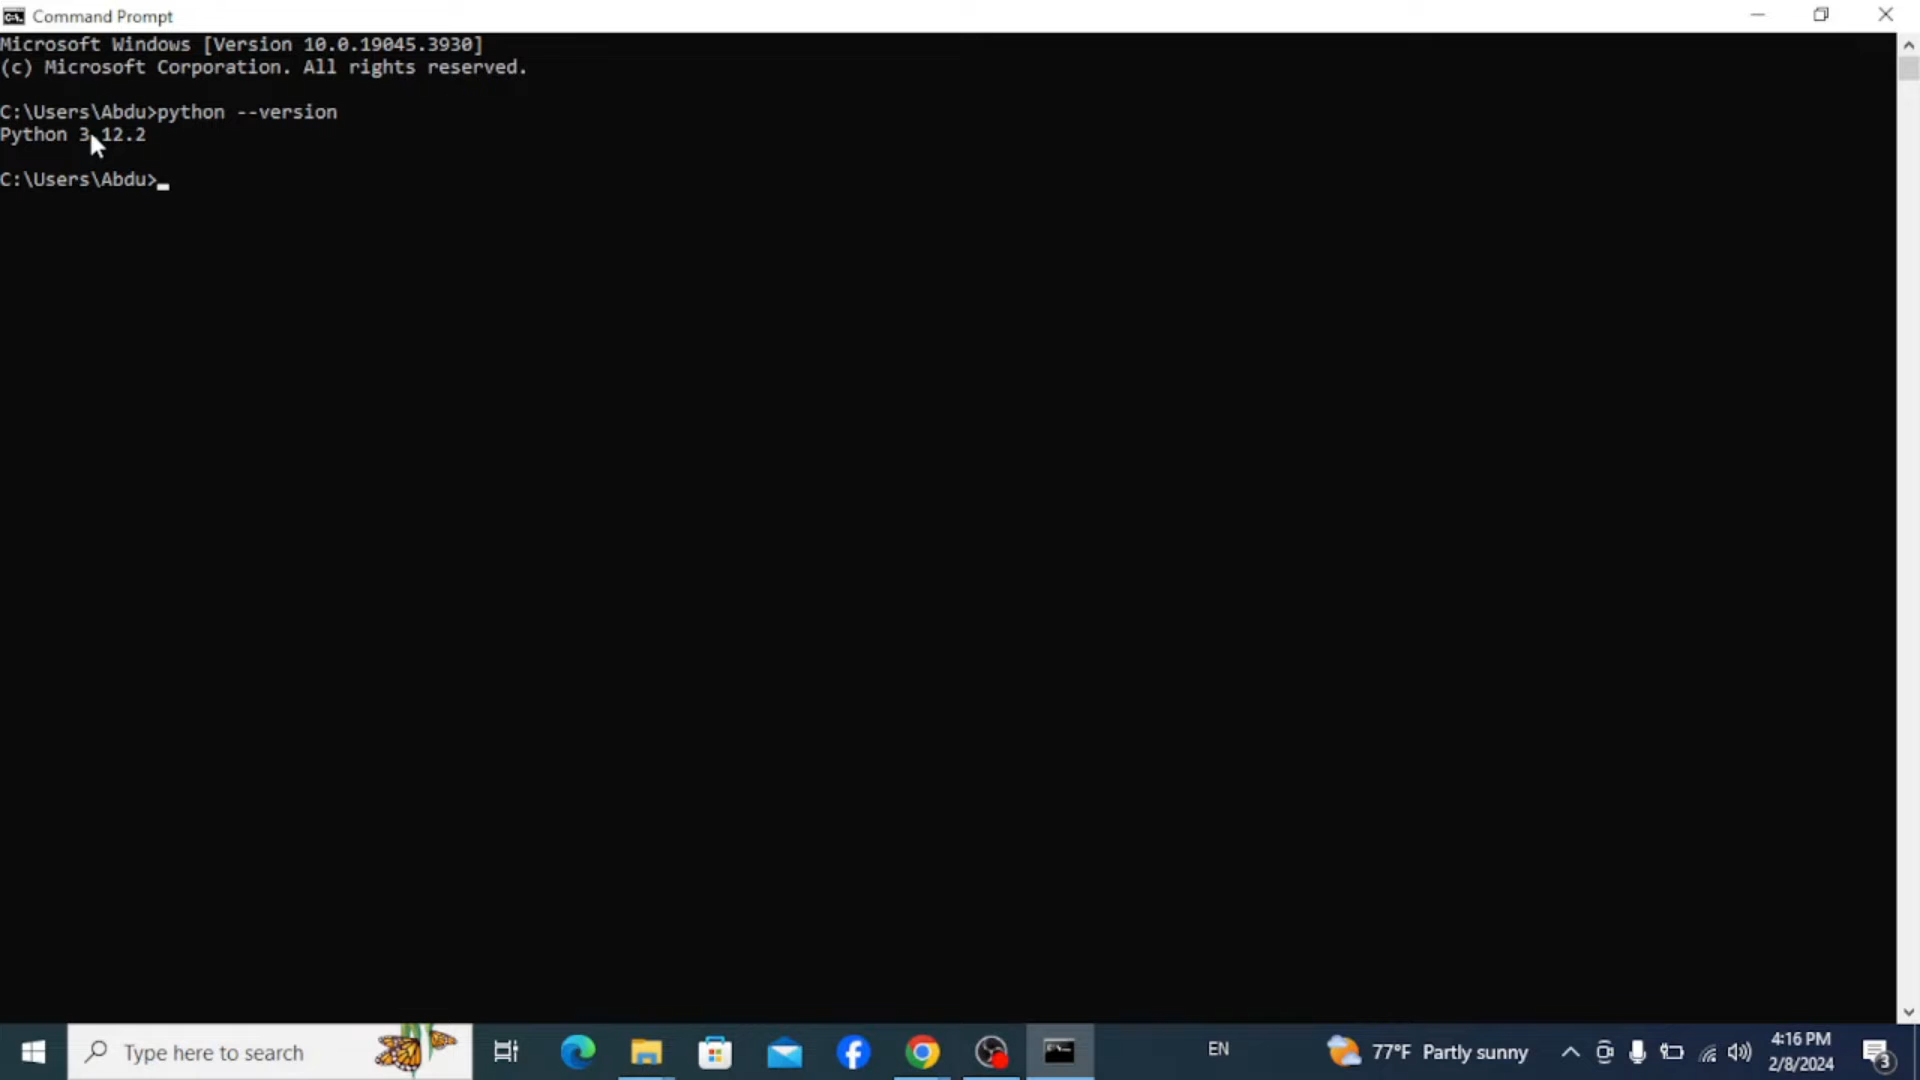 Command Prompt
Microsoft Windows [Version 10.0.19045.3930]
(c) Microsoft Corporation. All rights reserved.
C:\Users\Abdu>python --version
Python 3.12.2
C:\Users\Abdu>
Type here to search
EN
77°F Partly sunny
4:16 PM
2/8/2024
3